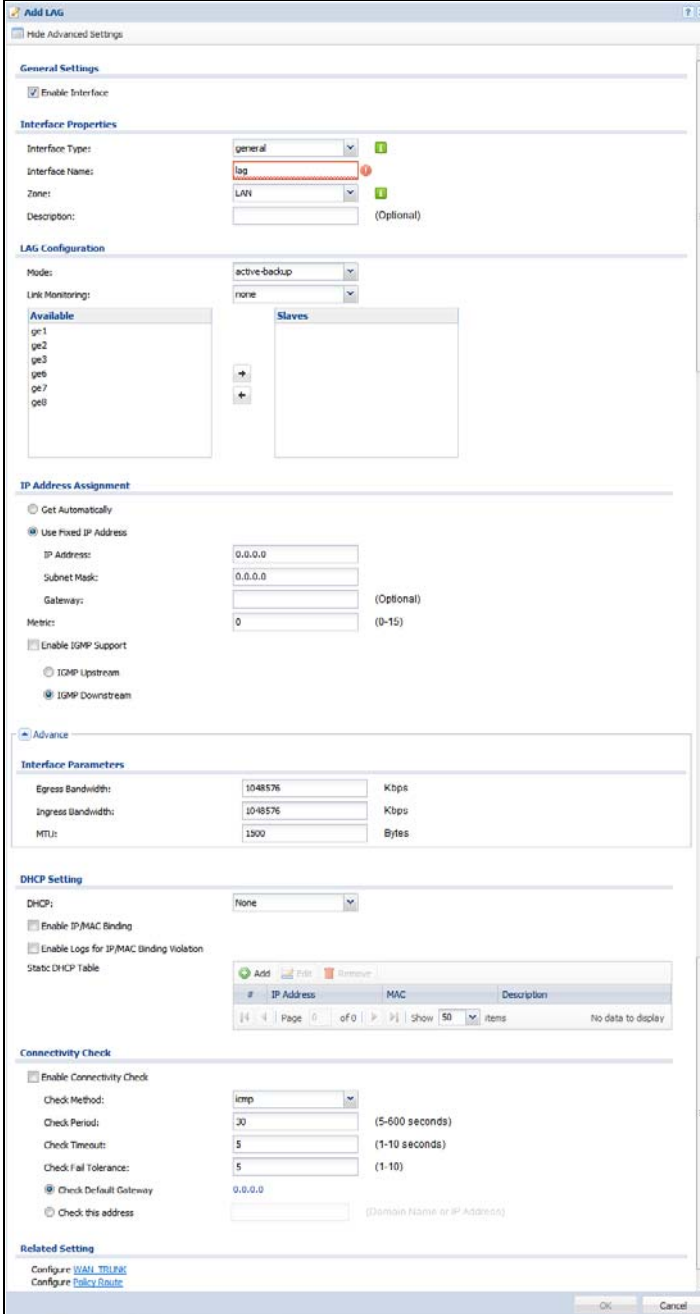 Add LAG
?
Hide Advanced Settings
General Settings
Enable Interface
Interface Properties
Interface Type: general
Interface Name: lag
Zone: LAN
Description: (Optional)
LAG Configuration
Mode: active-backup
Link Monitoring: none
Available Slaves
ge1
ge2
ge3
ge6
ge7
ge8
IP Address Assignment
Get Automatically
Use Fixed IP Address
IP Address: 0.0.0.0
Subnet Mask: 0.0.0.0
Gateway: (Optional)
Metric: 0 (0-15)
Enable IGMP Support
IGMP Upstream
IGMP Downstream
Advance
Interface Parameters
Egress Bandwidth: 1048576 Kbps
Ingress Bandwidth: 1048576 Kbps
MTU: 1500 Bytes
DHCP Setting
DHCP: None
Enable IP/MAC Binding
Enable Logs for IP/MAC Binding Violation
Static DHCP Table
Add Edit Remove
# IP Address MAC Description
Page 0 of 0 Show 50 items No data to display
Connectivity Check
Enable Connectivity Check
Check Method: icmp
Check Period: 30 (5-600 seconds)
Check Timeout: 5 (1-10 seconds)
Check Fail Tolerance: 5 (1-10)
Check Default Gateway 0.0.0.0
Check this address (Domain Name or IP Address)
Related Setting
Configure WAN_TRUNK
Configure Policy Route
OK Cancel